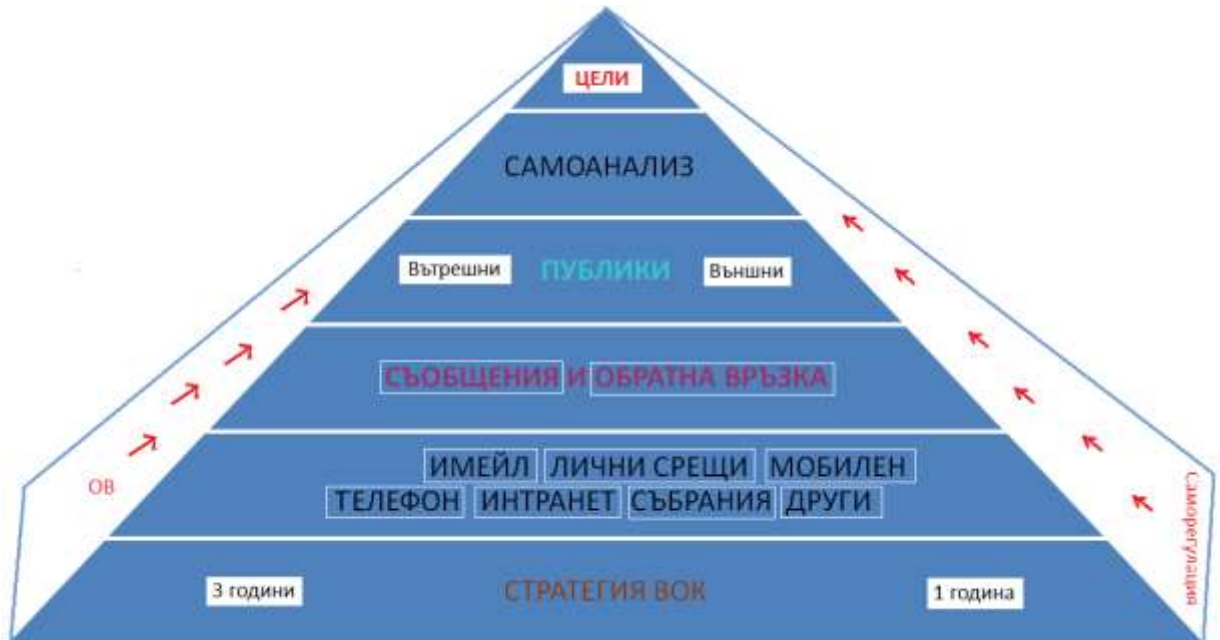 ЦЕЛИ
САМОАНАЛИЗ
Вътрешни ПУБЛИКИ Външни
СЪОБЩЕНИЯ И ОБРАТНА ВРЪЗКА
ИМЕЙЛ ЛИЧНИ СРЕЩИ МОБИЛЕН
ТЕЛЕФОН ИНТРАНЕТ СЪБРАНИЯ ДРУГИ
ОВ
Саморегулация
3 години СТРАТЕГИЯ ВОК 1 година